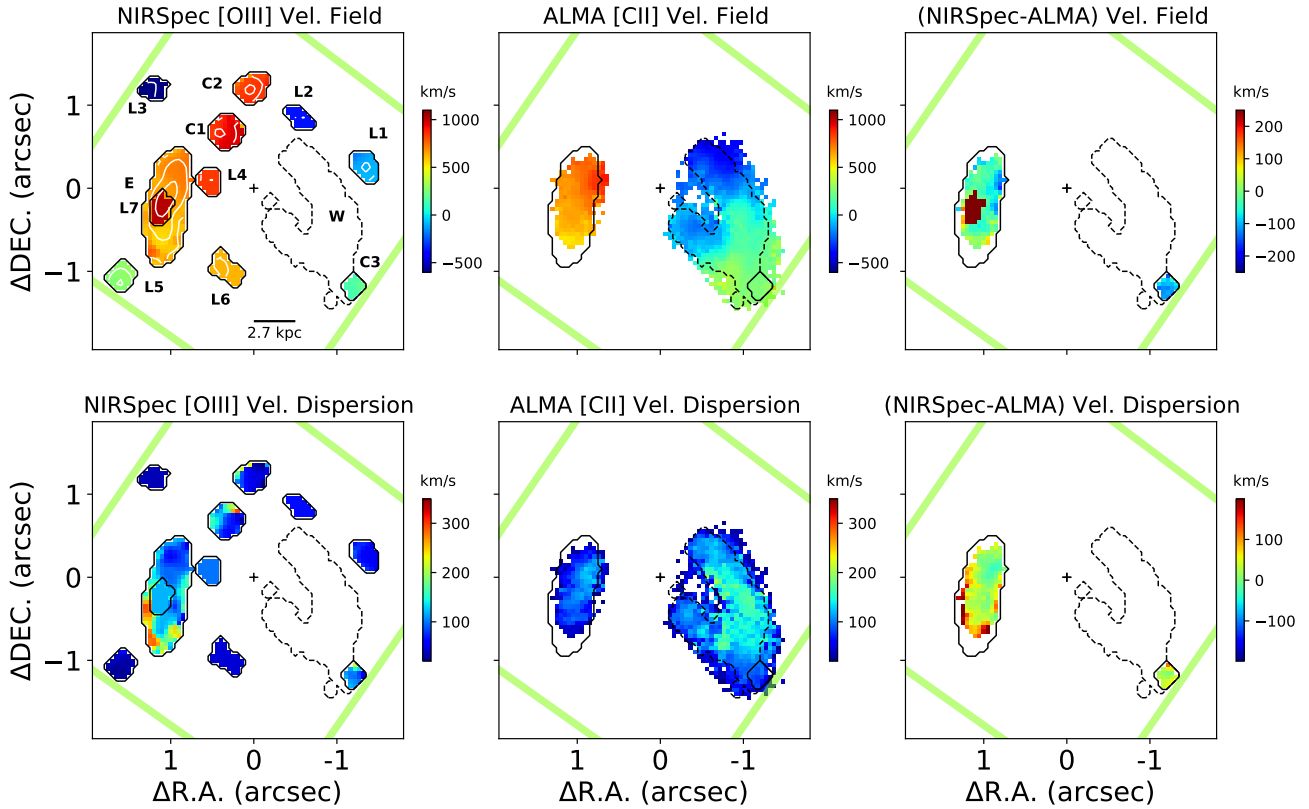 NIRSpec [OIII] Vel. Field
ALMA [CII] Vel. Field
(NIRSpec-ALMA) Vel. Field
ΔDEC. (arcsec)
1
0
−1
L3
C2
L2
C1
L1
E
L4
L7
W
L5
L6
C3
2.7 kpc
km/s
1000
500
0
−500
km/s
1000
500
0
−500
km/s
200
100
0
−100
−200
NIRSpec [OIII] Vel. Dispersion
ALMA [CII] Vel. Dispersion
(NIRSpec-ALMA) Vel. Dispersion
ΔDEC. (arcsec)
1
0
−1
km/s
300
200
100
km/s
300
200
100
km/s
100
0
−100
1 0 -1
1 0 -1
1 0 -1
ΔR.A. (arcsec)
ΔR.A. (arcsec)
ΔR.A. (arcsec)